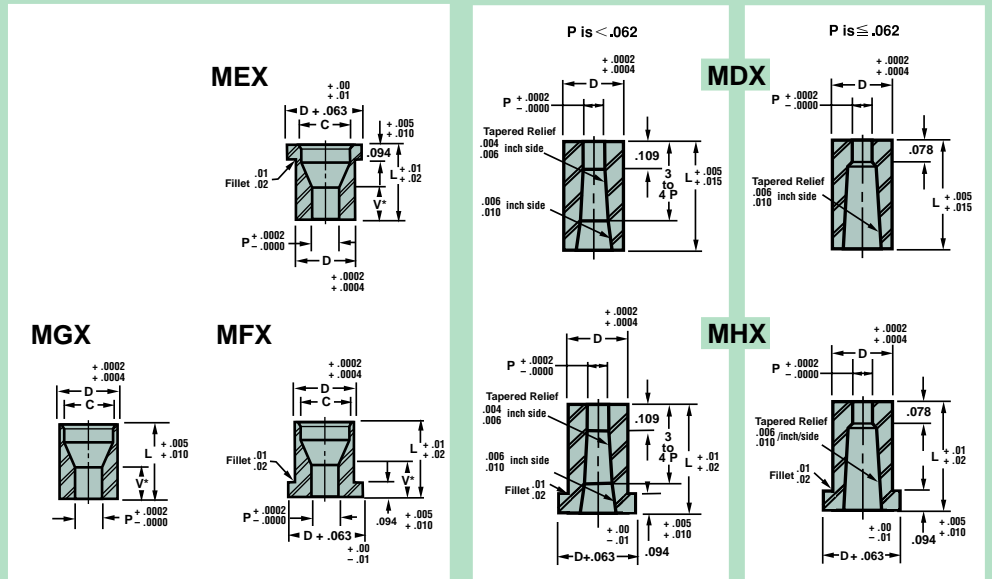 P is < .062
P is ≦ .062
MEX
+ .00
+ .01
D + .063
C
+ .005
+ .010
.094
L + .01
+ .02
.01
Fillet .02
V*
P + .0002
– .0000
D
+ .0002
+ .0004
MDX
+ .0002
+ .0004
D
P + .0002
– .0000
Tapered Relief
.004
.006 inch side
.109
3
to
4 P
L + .005
+ .015
.006
.010 inch side
+ .0002
+ .0004
D
P + .0002
– .0000
.078
Tapered Relief
.006
.010 inch side
L + .005
+ .015
MGX
+ .0002
+ .0004
D
C
L + .005
+ .010
V*
P + .0002
– .0000
MFX
+ .0002
+ .0004
D
C
L + .01
+ .02
Fillet .01
.02
V*
P + .0002
– .0000
.094 + .005
+ .010
D + .063
+ .00
– .01
MHX
+ .0002
+ .0004
D
P + .0002
– .0000
Tapered Relief
.004
.006 inch side
.109
3
to
4 P
L + .01
+ .02
.006
.010 inch side
Fillet .01
.02
+ .00
– .01
+ .005
+ .010
D+.063
.094
+ .0002
+ .0004
D
P + .0002
– .0000
.078
Tapered Relief
.006
.010 /inch/side
L + .01
+ .02
Fillet .01
.02
+ .00
– .01
+ .005
+ .010
D + .063
.094